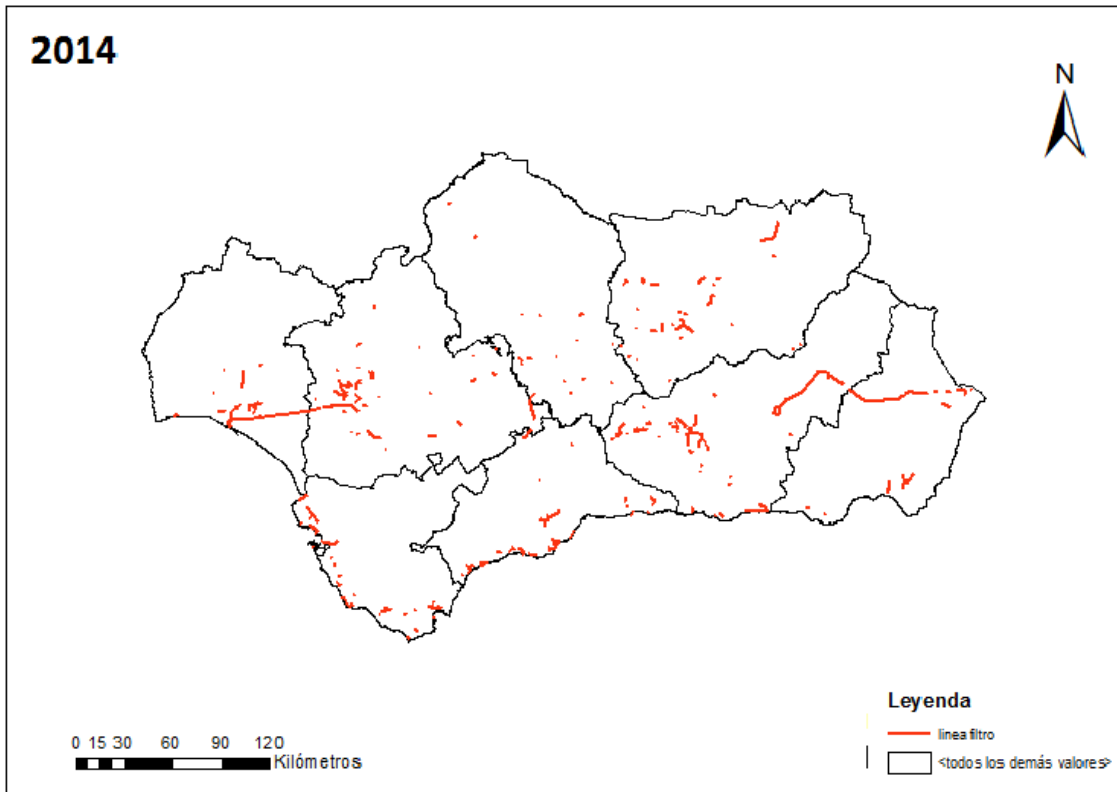 2014
N
Leyenda
linea filtro
<todos los demás valores>
0 15 30 60 90 120
Kilómetros